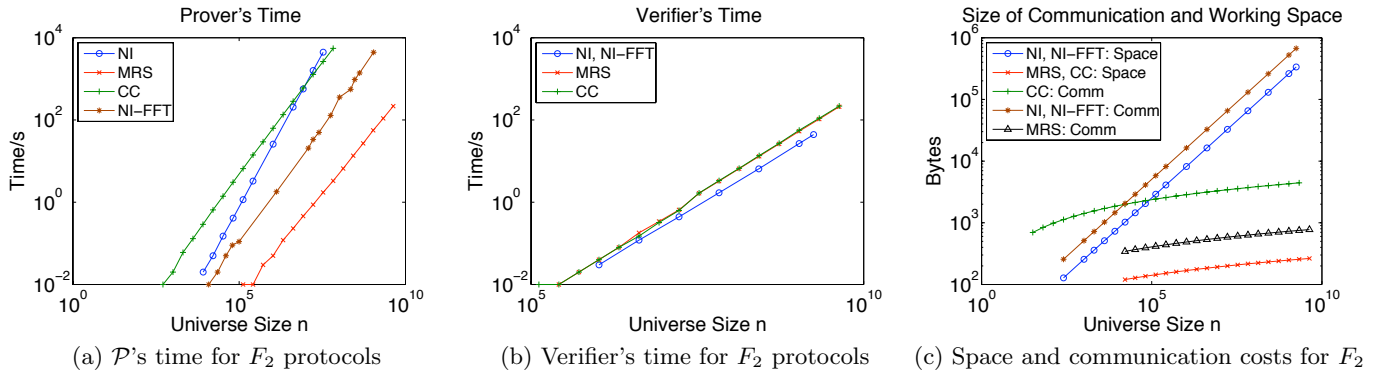 Prover's Time
10^4
10^2
10^0
10^-2
Time/s
NI
MRS
CC
NI-FFT
10^0
10^5
10^10
Universe Size n
(a) P's time for F_2 protocols
Verifier's Time
10^4
10^2
10^0
10^-2
Time/s
NI, NI-FFT
MRS
CC
10^5
10^10
Universe Size n
(b) Verifier's time for F_2 protocols
Size of Communication and Working Space
10^6
10^5
10^4
10^3
10^2
Bytes
NI, NI-FFT: Space
MRS, CC: Space
CC: Comm
NI, NI-FFT: Comm
MRS: Comm
10^0
10^5
10^10
Universe Size n
(c) Space and communication costs for F_2